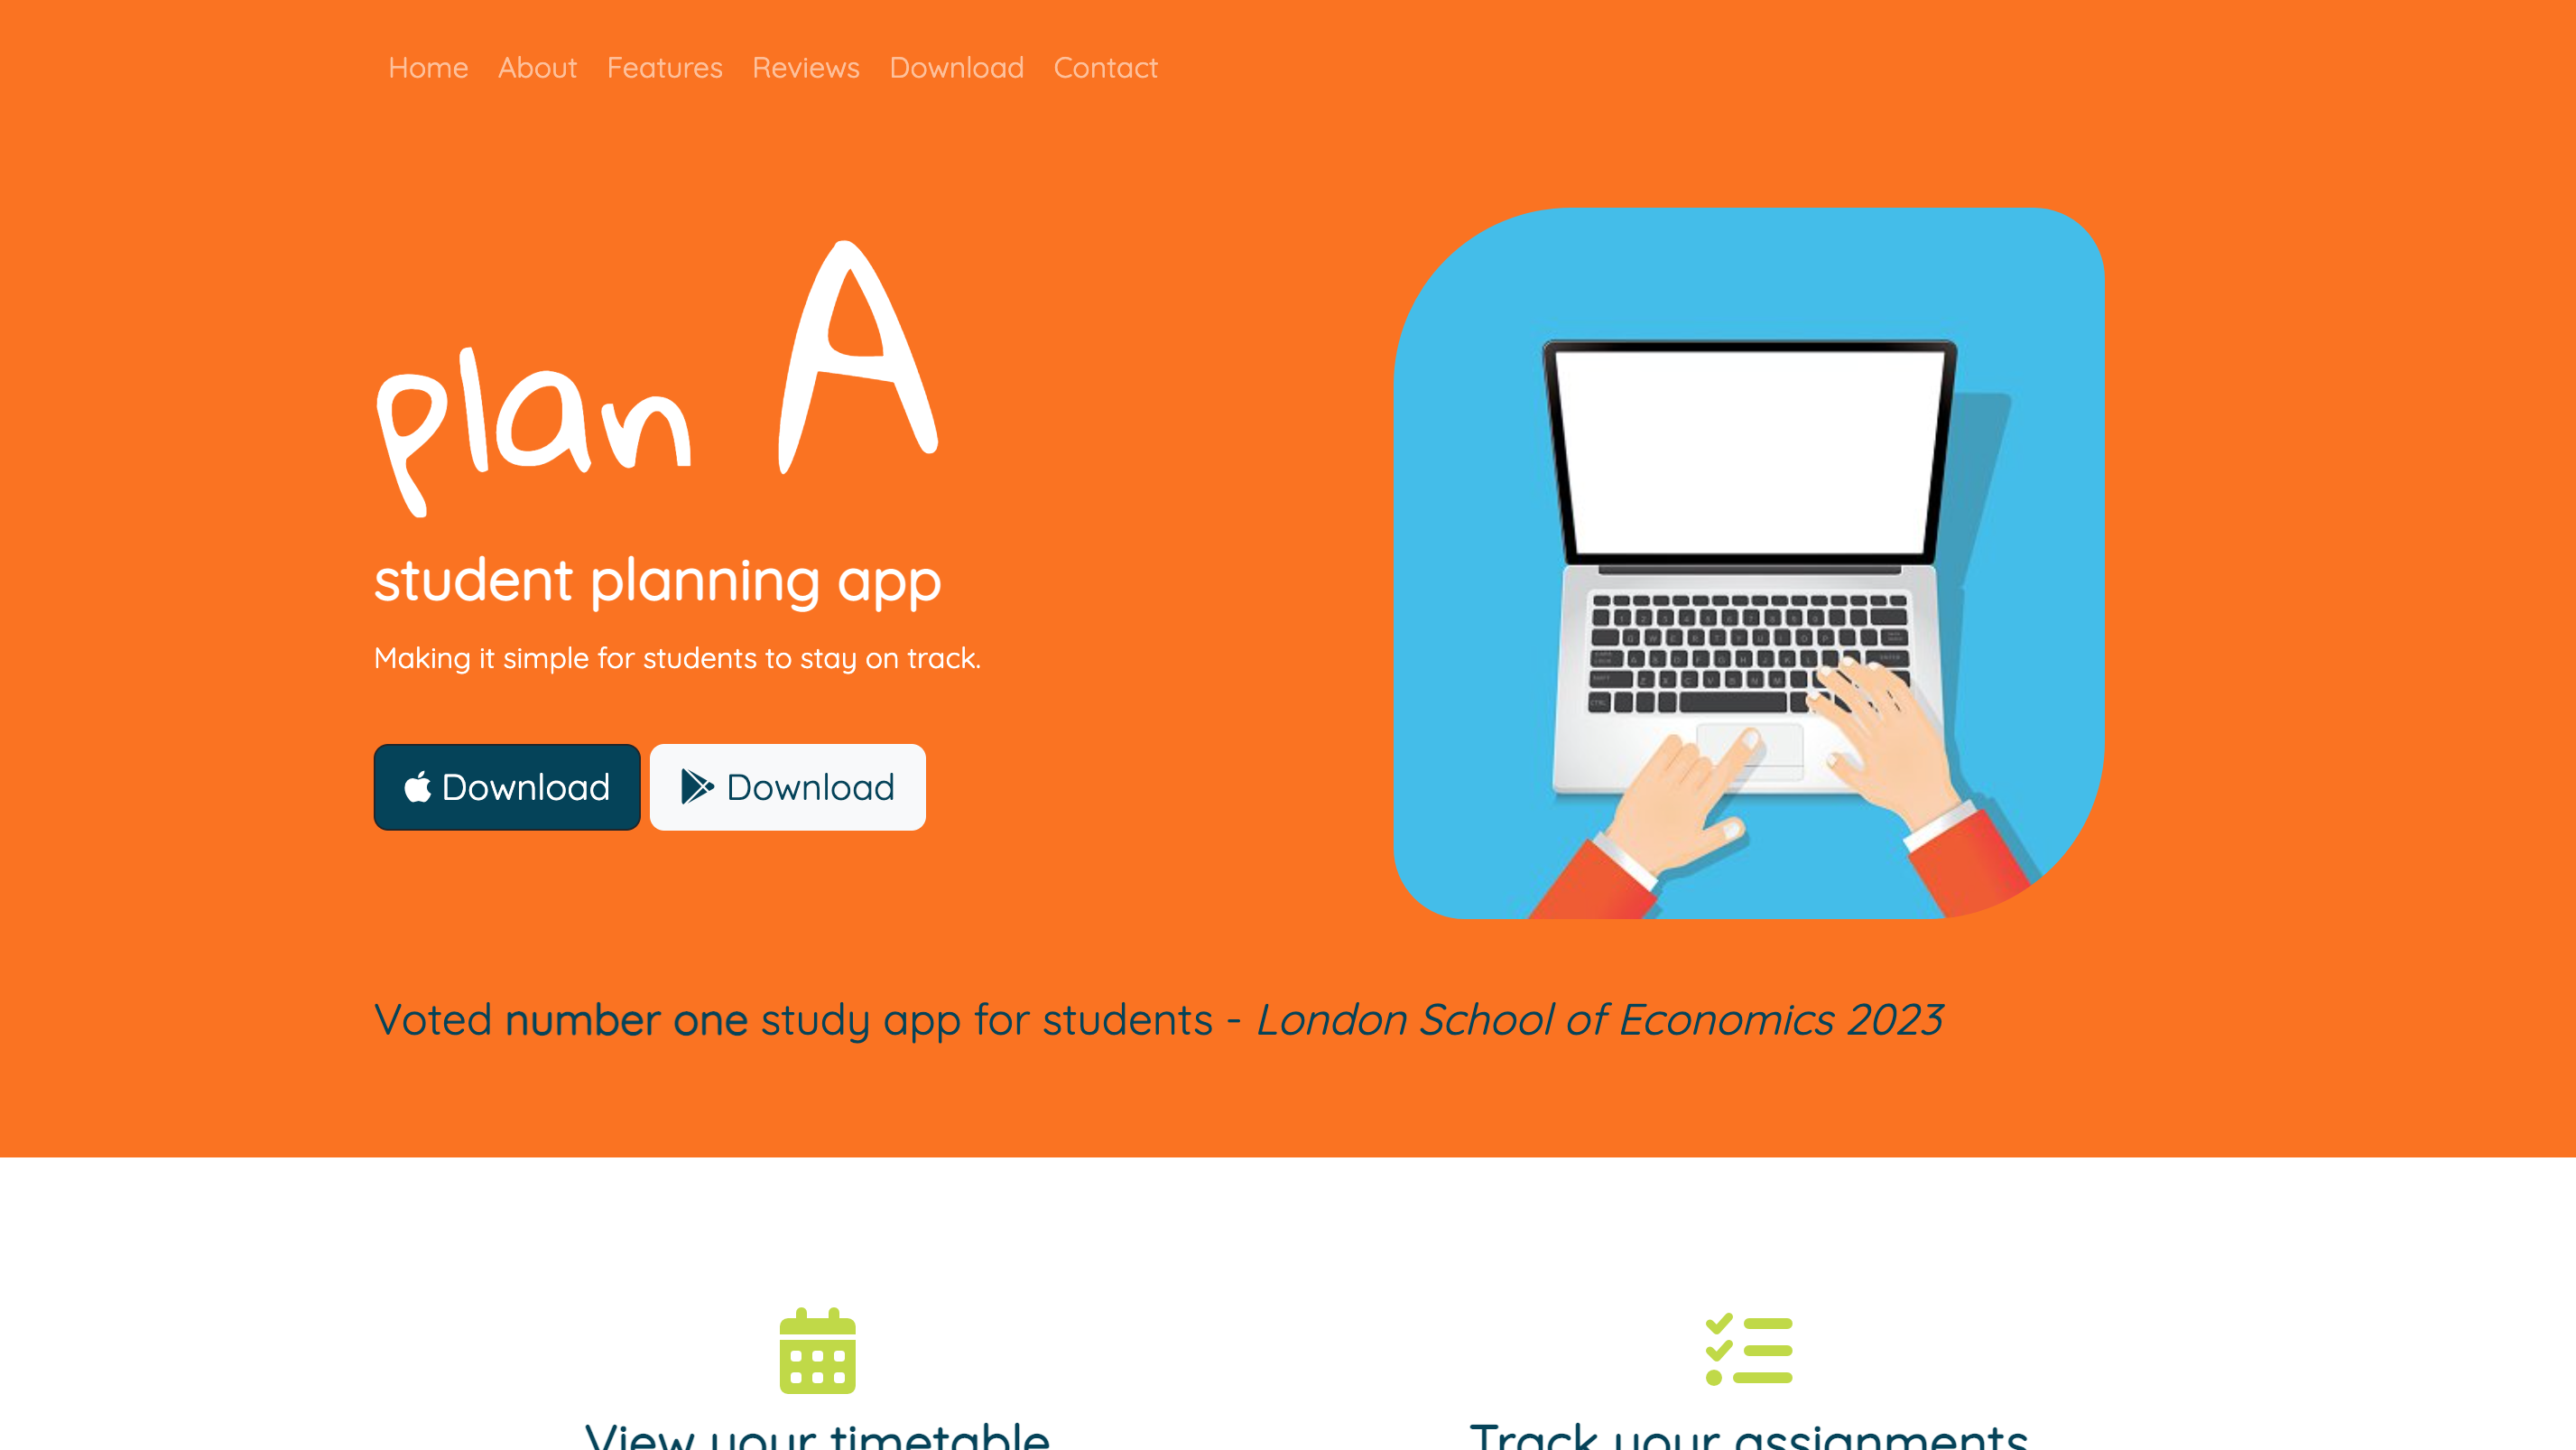 Home About Features Reviews Download Contact
plan A
student planning app
Making it simple for students to stay on track.
Download Download
Voted number one study app for students - London School of Economics 2023
View your timetable Track your assignments